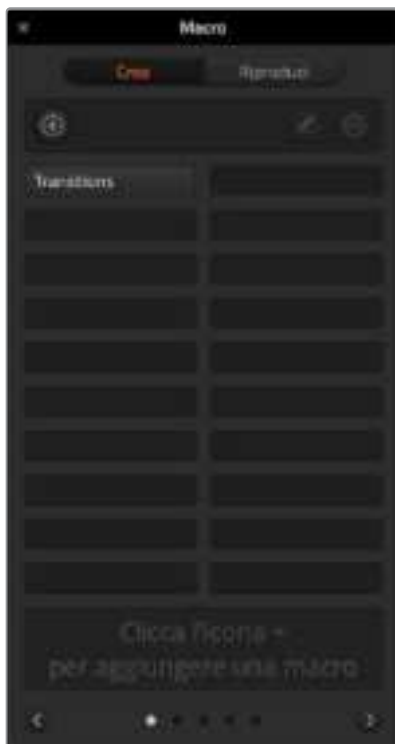 Macro
Crea Riproduci
Transitions
Clicca l'icona +
per aggiungere una macro